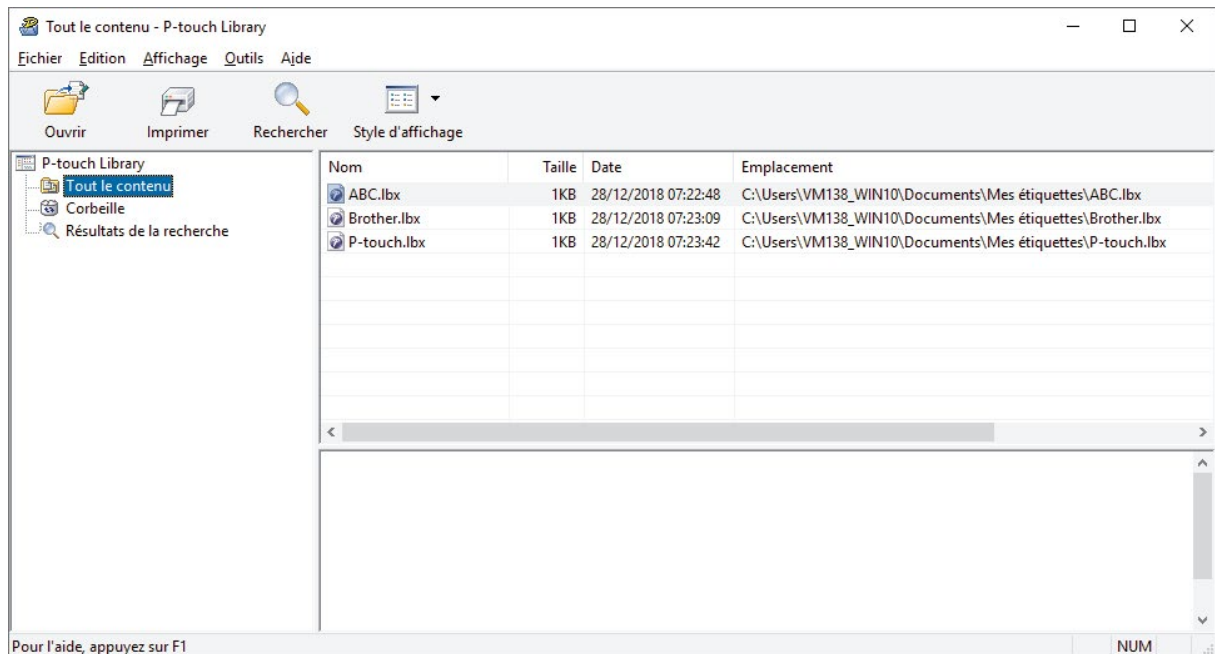 Tout le contenu - P-touch Library
Fichier Edition Affichage Outils Aide
Ouvrir Imprimer Rechercher Style d'affichage
P-touch Library
Tout le contenu
Corbeille
Résultats de la recherche
Nom Taille Date Emplacement
ABC.lbx 1KB 28/12/2018 07:22:48 C:\Users\VM138_WIN10\Documents\Mes étiquettes\ABC.lbx
Brother.lbx 1KB 28/12/2018 07:23:09 C:\Users\VM138_WIN10\Documents\Mes étiquettes\Brother.lbx
P-touch.lbx 1KB 28/12/2018 07:23:42 C:\Users\VM138_WIN10\Documents\Mes étiquettes\P-touch.lbx
Pour l'aide, appuyez sur F1 NUM